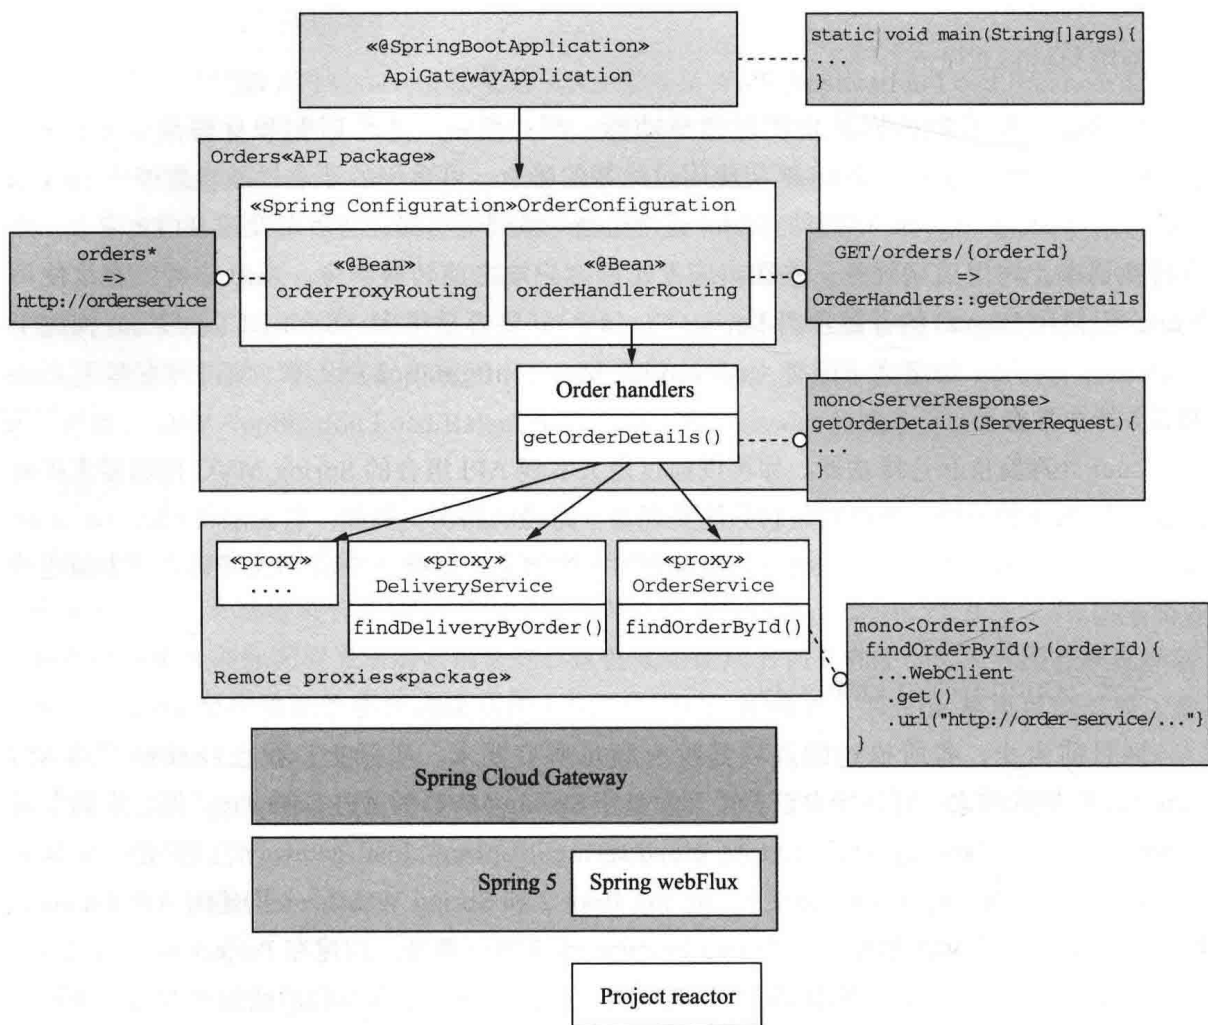 «@SpringBootApplication»
ApiGatewayApplication
static void main(String[]args){
...
}
Orders«API package»
«Spring Configuration»OrderConfiguration
orders*
=>
http://orderservice
«@Bean»
orderProxyRouting
«@Bean»
orderHandlerRouting
GET/orders/{orderId}
=>
OrderHandlers::getOrderDetails
Order handlers
getOrderDetails()
mono<ServerResponse>
getOrderDetails(ServerRequest){
...
}
«proxy»
....
«proxy»
DeliveryService
findDeliveryByOrder()
«proxy»
OrderService
findOrderById()
Remote proxies«package»
mono<OrderInfo>
findOrderById()(orderId){
...WebClient
.get()
.url("http://order-service/..."}
}
Spring Cloud Gateway
Spring 5
Spring webFlux
Project reactor